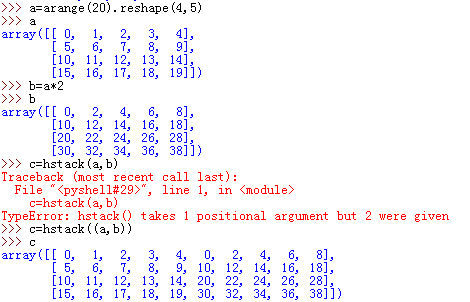 >>> a=arange(20).reshape(4,5)
>>> a
array([[ 0,  1,  2,  3,  4],
       [ 5,  6,  7,  8,  9],
       [10, 11, 12, 13, 14],
       [15, 16, 17, 18, 19]])
>>> b=a*2
>>> b
array([[ 0,  2,  4,  6,  8],
       [10, 12, 14, 16, 18],
       [20, 22, 24, 26, 28],
       [30, 32, 34, 36, 38]])
>>> c=hstack(a,b)
Traceback (most recent call last):
  File "<pyshell#29>", line 1, in <module>
    c=hstack(a,b)
TypeError: hstack() takes 1 positional argument but 2 were given
>>> c=hstack((a,b))
>>> c
array([[ 0,  1,  2,  3,  4,  0,  2,  4,  6,  8],
       [ 5,  6,  7,  8,  9, 10, 12, 14, 16, 18],
       [10, 11, 12, 13, 14, 20, 22, 24, 26, 28],
       [15, 16, 17, 18, 19, 30, 32, 34, 36, 38]])